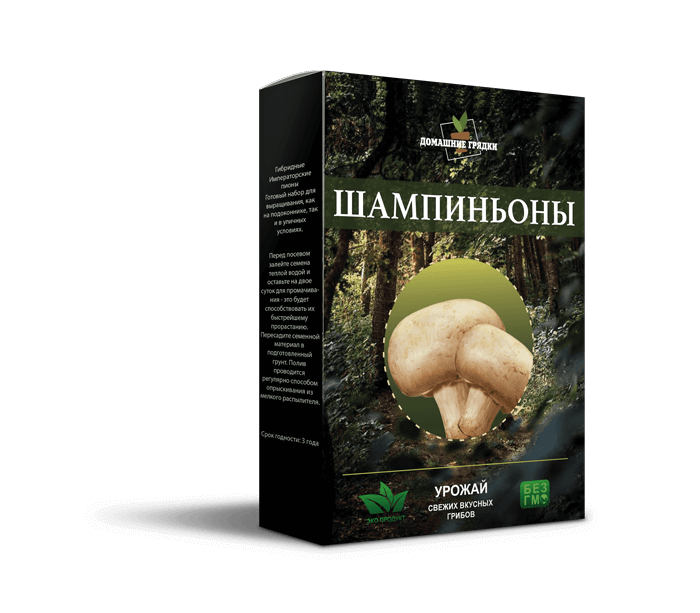 Гибридные
Императорские
пионы
Готовый набор для
выращивания, как
на подоконнике, так
и в уличных
условиях.
Перед посевом
залейте семена
теплой водой и
оставьте на двое
суток для промачива-
ния - это будет
способствовать их
быстрейшему
прорастанию.
Пересадите семенной
материал в
подготовленный
грунт. Полив
проводится
регулярно способом
опрыскивания из
мелкого распылителя.
Срок годности: 3 года
ДОМАШНИЕ ГРЯДКИ
ШАМПИНЬОНЫ
ЭКО ПРОДУКТ
УРОЖАЙ
СВЕЖИХ ВКУСНЫХ
ГРИБОВ
БЕЗ
ГМО